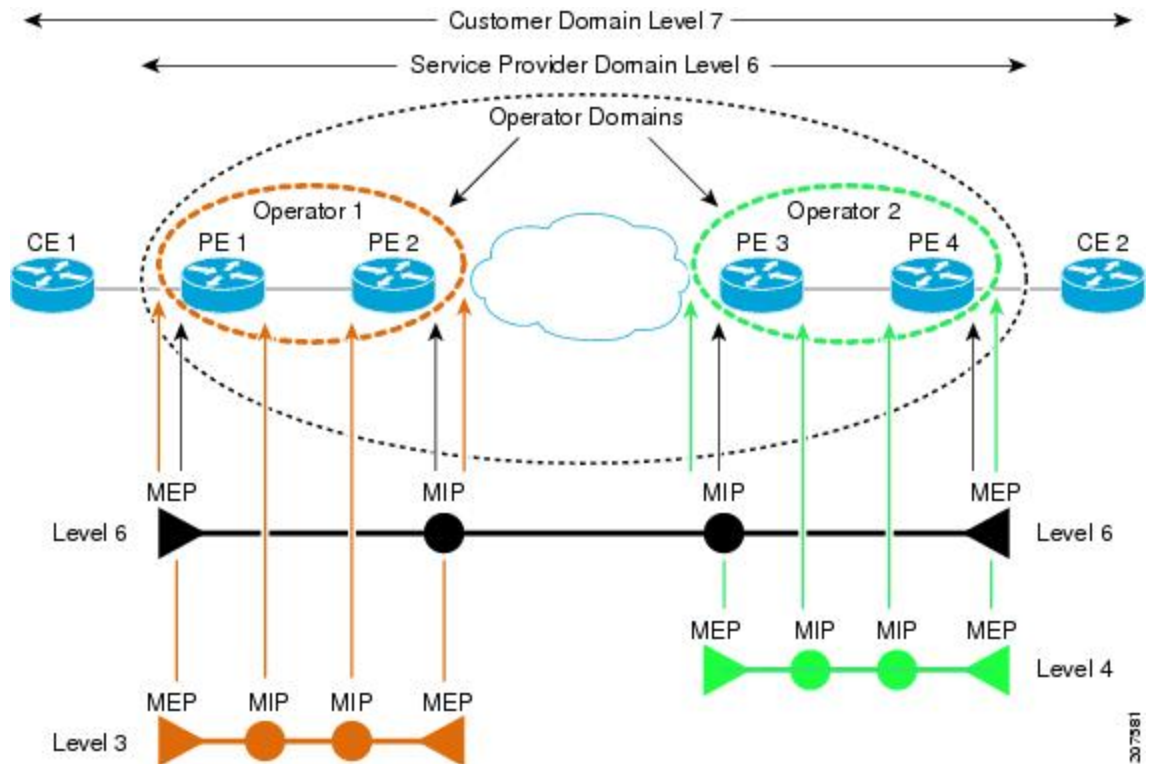 Customer Domain Level 7
Service Provider Domain Level 6
Operator Domains
Operator 1
Operator 2
CE 1
PE 1
PE 2
PE 3
PE 4
CE 2
MEP
MIP
MIP
MEP
Level 6
Level 6
MEP
MIP
MIP
MEP
Level 4
MEP
MIP
MIP
MEP
Level 3
207581